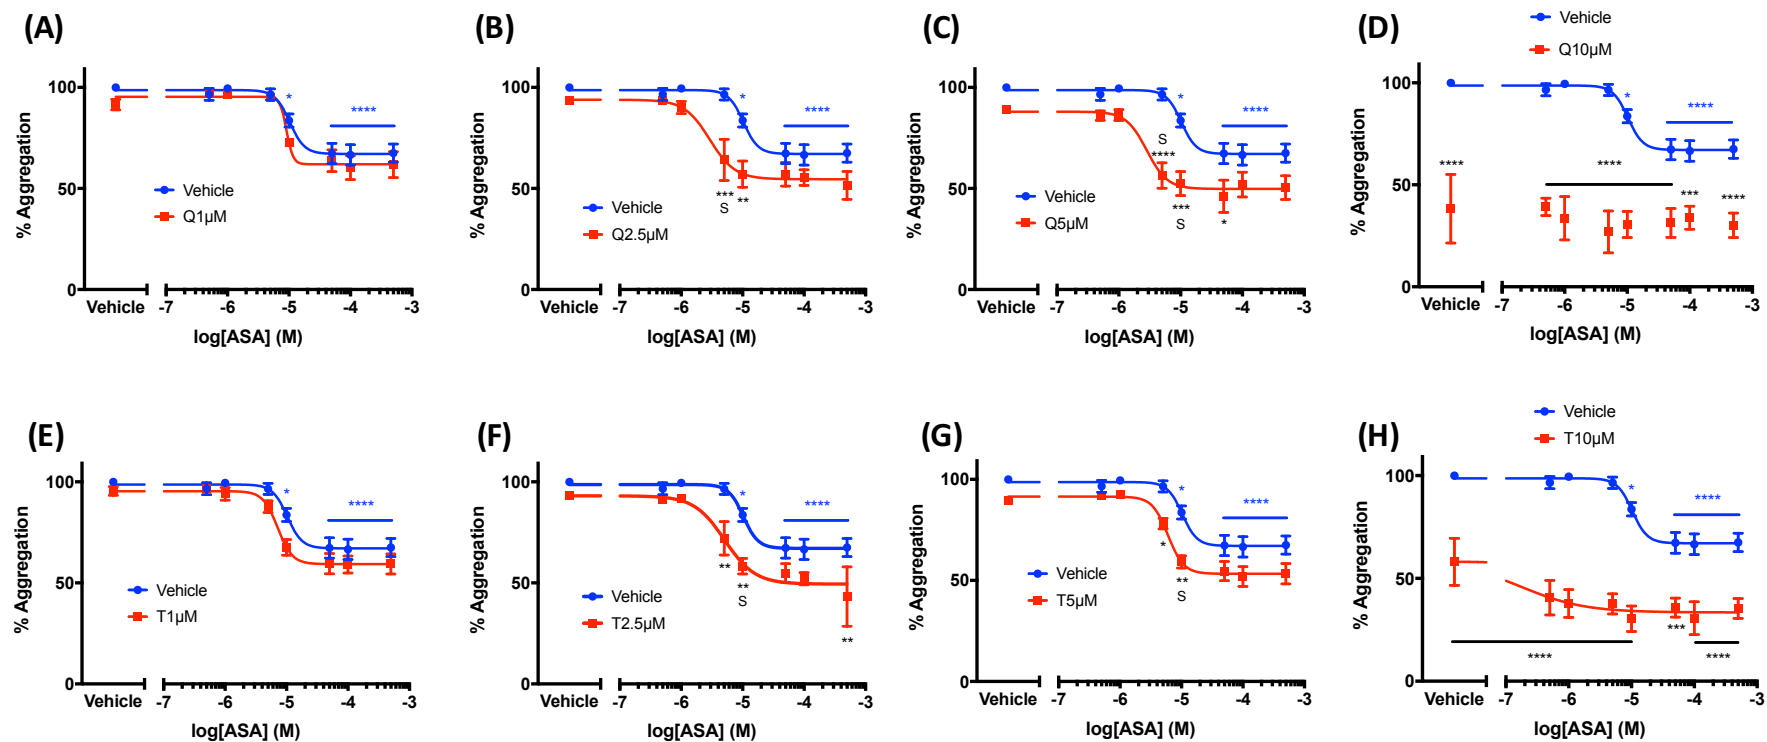 (A)
% Aggregation
100
50
0
*
****
Vehicle
Q1µM
Vehicle
-7
-6
-5
-4
-3
log[ASA] (M)
(B)
% Aggregation
100
50
0
*
****
***
S
**
Vehicle
Q2.5µM
Vehicle
-7
-6
-5
-4
-3
log[ASA] (M)
(C)
% Aggregation
100
50
0
*
****
S
****
***
S
*
Vehicle
Q5µM
Vehicle
-7
-6
-5
-4
-3
log[ASA] (M)
(D)
Vehicle
Q10µM
% Aggregation
100
50
0
*
****
****
****
***
****
Vehicle
-7
-6
-5
-4
-3
log[ASA] (M)
(E)
% Aggregation
100
50
0
*
****
Vehicle
T1µM
Vehicle
-7
-6
-5
-4
-3
log[ASA] (M)
(F)
% Aggregation
100
50
0
*
****
**
**
S
**
Vehicle
T2.5µM
Vehicle
-7
-6
-5
-4
-3
log[ASA] (M)
(G)
% Aggregation
100
50
0
*
****
*
**
S
Vehicle
T5µM
Vehicle
-7
-6
-5
-4
-3
log[ASA] (M)
(H)
Vehicle
T10µM
% Aggregation
100
50
0
*
****
***
****
****
Vehicle
-7
-6
-5
-4
-3
log[ASA] (M)